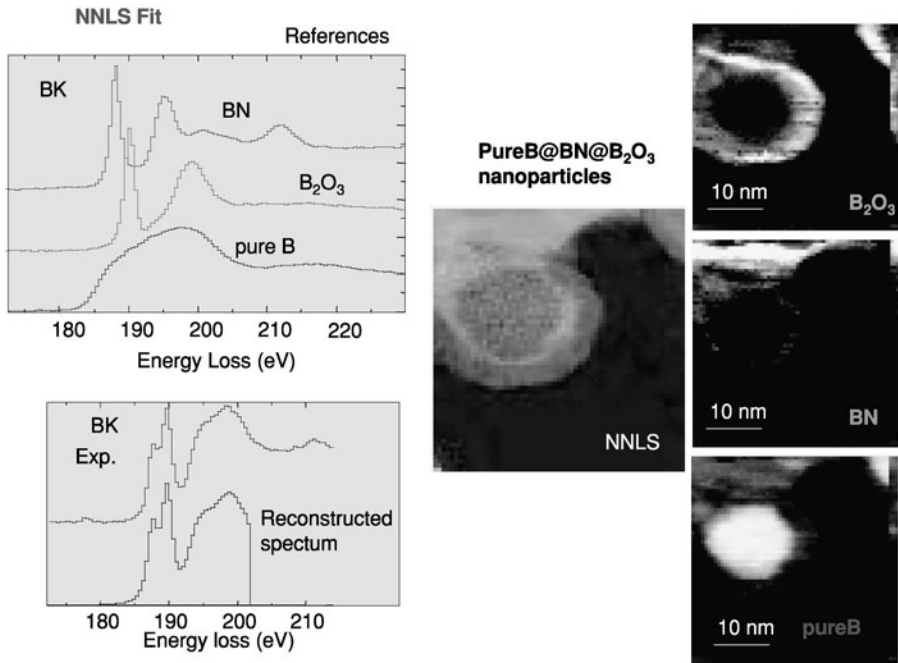 NNLS Fit
References
BK
BN
B₂O₃
pure B
180 190 200 210 220
Energy Loss (eV)
BK
Exp.
Reconstructed
spectum
180 190 200 210
Energy loss (eV)
PureB@BN@B₂O₃
nanoparticles
NNLS
10 nm
B₂O₃
10 nm
BN
10 nm
pureB